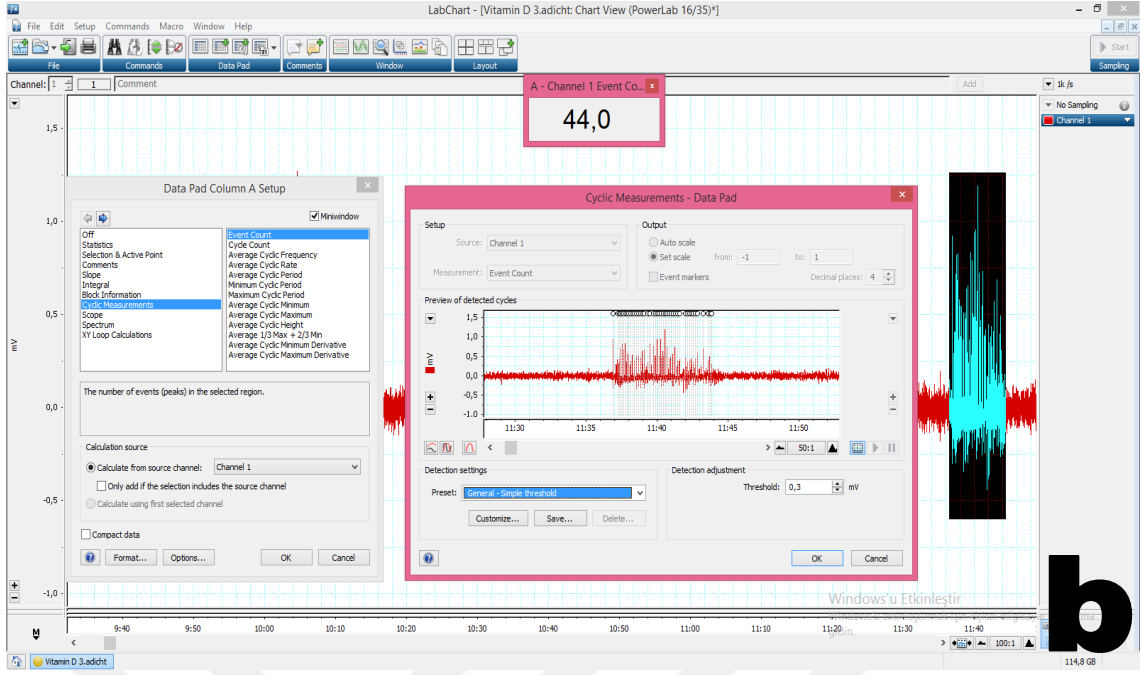 LabChart - [Vitamin D 3.adicht: Chart View (PowerLab 16/35)*]
File Edit Setup Commands Macro Window Help
File Commands Data Pad Comments Window Layout
Start
Sampling
Channel: 1 1 Comment
Add
1k /s
A - Channel 1 Event Co... x
44,0
No Sampling
Channel 1
1,5
1,0
0,5
0,0
-0,5
-1,0
mV
Data Pad Column A Setup
Miniwindow
Off
Statistics
Selection & Active Point
Comments
Slope
Integral
Block Information
Cyclic Measurements
Scope
Spectrum
XY Loop Calculations
Event Count
Cycle Count
Average Cyclic Frequency
Average Cyclic Rate
Average Cyclic Period
Minimum Cyclic Period
Maximum Cyclic Period
Average Cyclic Minimum
Average Cyclic Maximum
Average Cyclic Height
Average 1/3 Max + 2/3 Min
Average Cyclic Minimum Derivative
Average Cyclic Maximum Derivative
The number of events (peaks) in the selected region.
Calculation source
Calculate from source channel: Channel 1
Only add if the selection includes the source channel
Calculate using first selected channel
Compact data
Format... Options... OK Cancel
Cyclic Measurements - Data Pad
Setup
Source: Channel 1
Measurement: Event Count
Output
Auto scale
Set scale from: -1 to: 1
Event markers Decimal places: 4
Preview of detected cycles
1,5
1,0
0,5
0,0
-0,5
-1.0
mV
11:30 11:35 11:40 11:45 11:50
50:1
Detection settings
Preset: General - Simple threshold
Customize... Save... Delete...
Detection adjustment
Threshold: 0,3 mV
OK Cancel
Windows'u Etkinleştir
gidin.
b
M
9:40 9:50 10:00 10:10 10:20 10:30 10:40 10:50 11:00 11:10 11:20 11:30 11:40
100:1
Vitamin D 3.adicht
114,8 GB